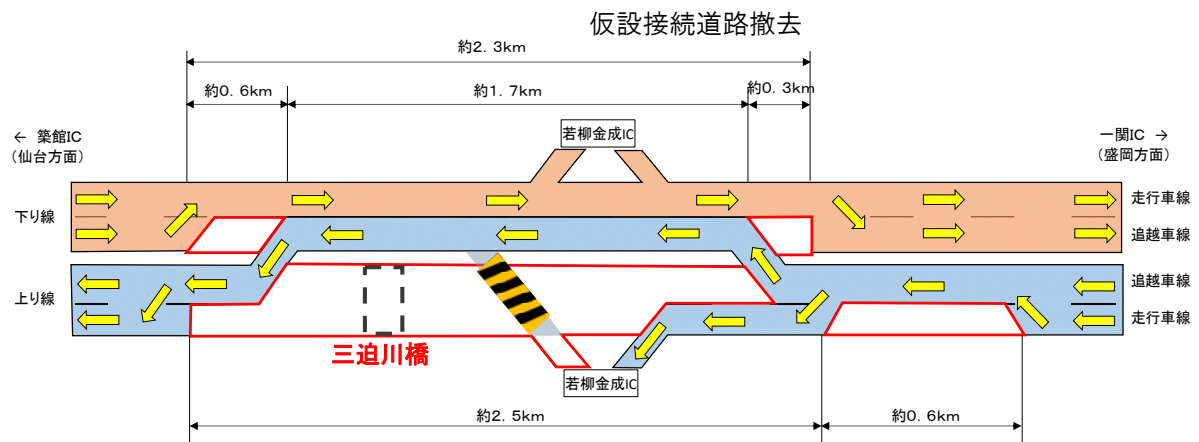 仮設接続道路撤去
約2．3km
約0．6km
約1．7km
約0．3km
← 築館IC
（仙台方面）
若柳金成IC
一関IC →
（盛岡方面）
下り線
走行車線
追越車線
上り線
追越車線
走行車線
三迫川橋
若柳金成IC
約2．5km
約0．6km